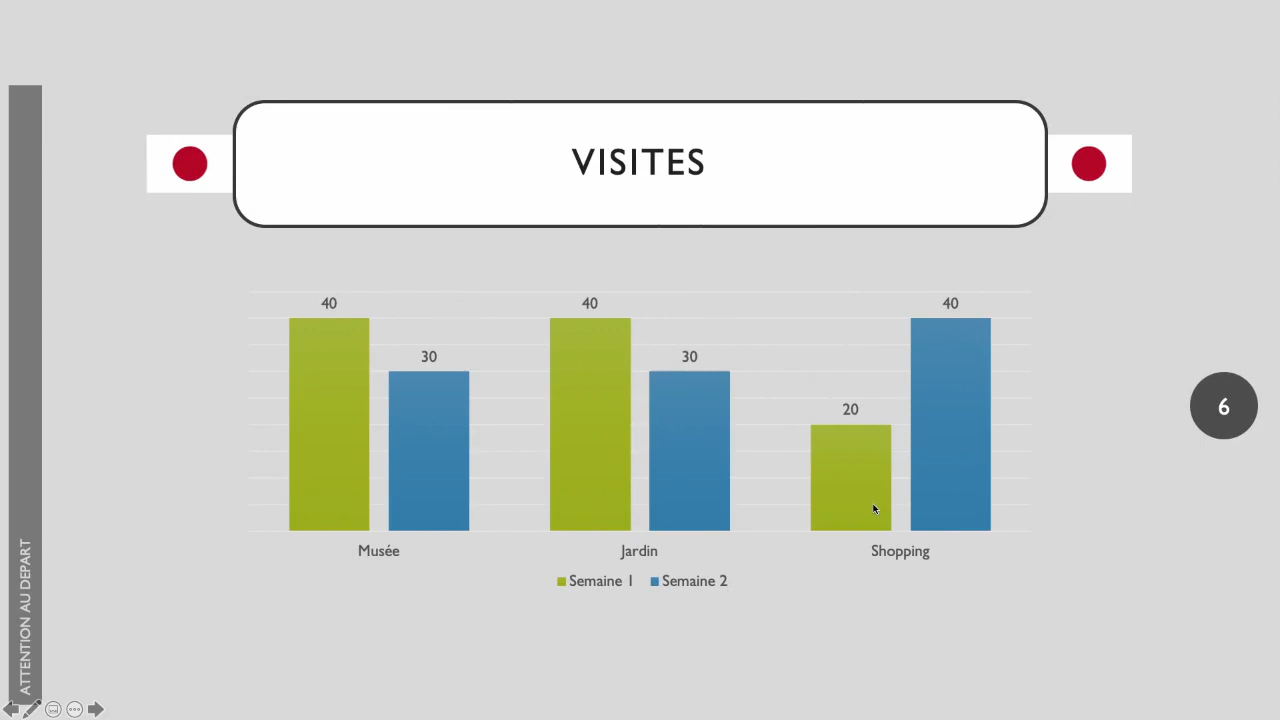 VISITES
40
30
40
30
20
40
Musée
Jardin
Shopping
Semaine 1
Semaine 2
6
ATTENTION AU DEPART